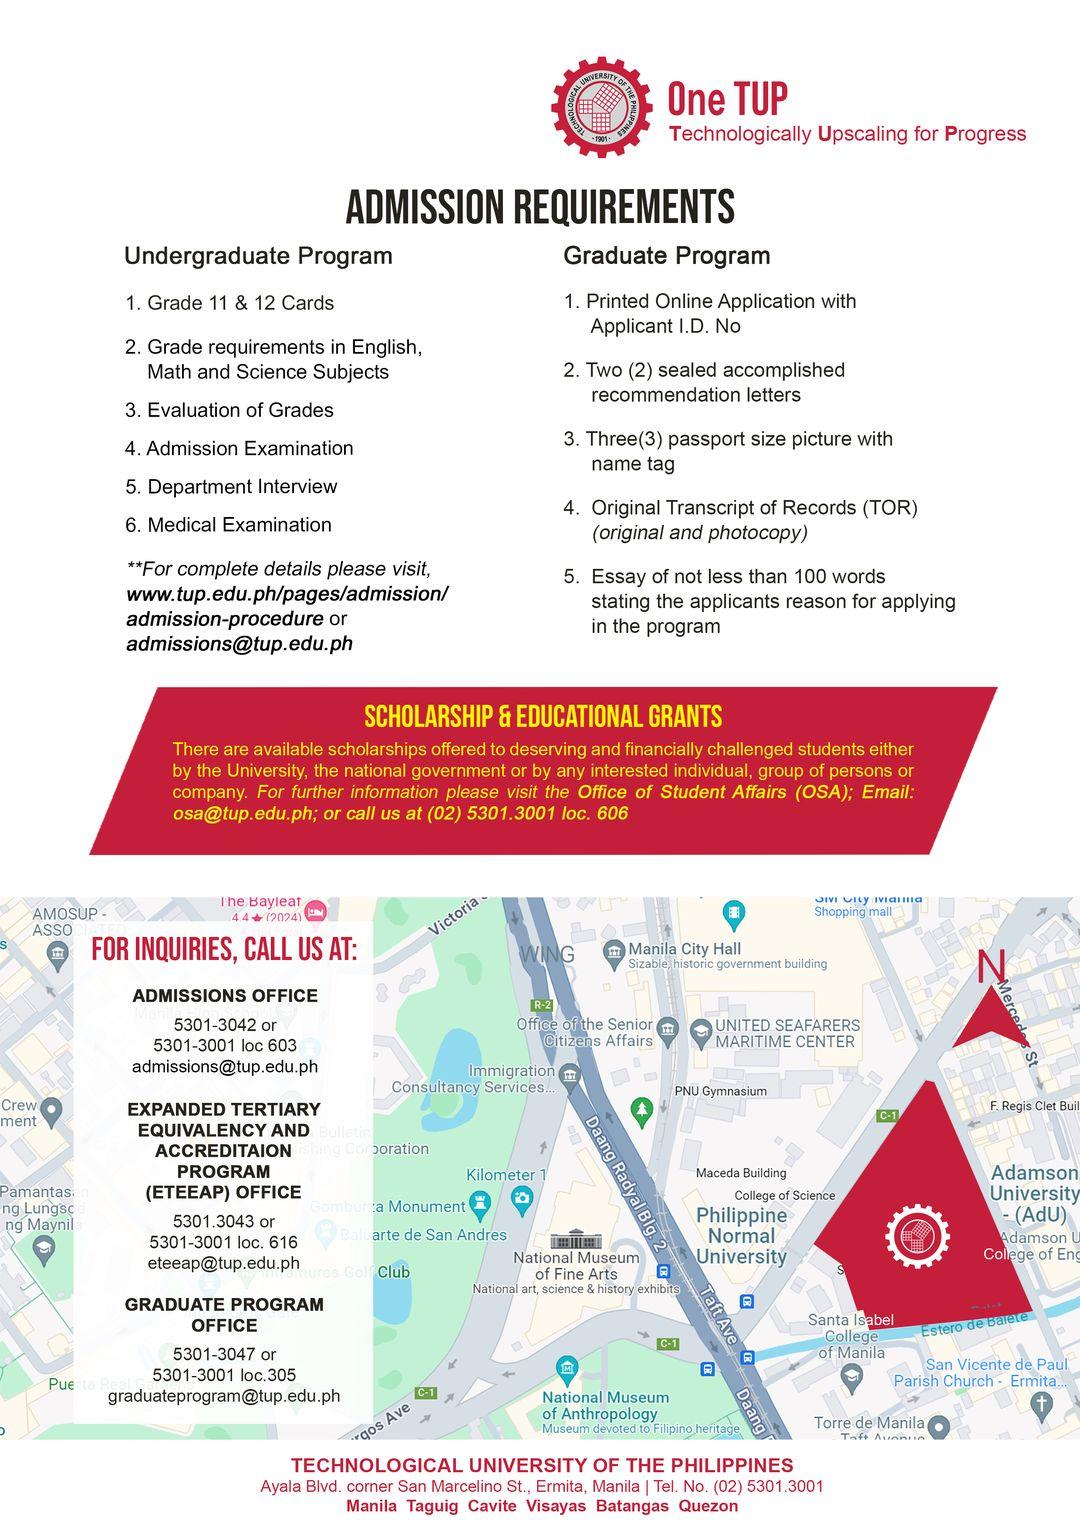 TECHNOLOGICAL UNIVERSITY OF THE PHILIPPINES
· 1901 ·
One TUP
Technologically Upscaling for Progress
ADMISSION REQUIREMENTS
Undergraduate Program
1. Grade 11 & 12 Cards
2. Grade requirements in English,
Math and Science Subjects
3. Evaluation of Grades
4. Admission Examination
5. Department Interview
6. Medical Examination
**For complete details please visit,
www.tup.edu.ph/pages/admission/
admission-procedure or
admissions@tup.edu.ph
Graduate Program
1. Printed Online Application with
Applicant I.D. No
2. Two (2) sealed accomplished
recommendation letters
3. Three(3) passport size picture with
name tag
4. Original Transcript of Records (TOR)
(original and photocopy)
5. Essay of not less than 100 words
stating the applicants reason for applying
in the program
SCHOLARSHIP & EDUCATIONAL GRANTS
There are available scholarships offered to deserving and financially challenged students either
by the University, the national government or by any interested individual, group of persons or
company. For further information please visit the Office of Student Affairs (OSA); Email:
osa@tup.edu.ph; or call us at (02) 5301.3001 loc. 606
FOR INQUIRIES, CALL US AT:
ADMISSIONS OFFICE
5301-3042 or
5301-3001 loc 603
admissions@tup.edu.ph
EXPANDED TERTIARY
EQUIVALENCY AND
ACCREDITAION
PROGRAM
(ETEEAP) OFFICE
5301.3043 or
5301-3001 loc. 616
eteeap@tup.edu.ph
GRADUATE PROGRAM
OFFICE
5301-3047 or
5301-3001 loc.305
graduateprogram@tup.edu.ph
The Bayleaf
4.4★(2024)
AMOSUP -
ASSOCIATED
Manila High School
Crew
ment
Pamantasan
ng Lungsod
ng Maynila
Bulletin
Publishing Corporation
Gomburza Monument
Baluarte de San Andres
Intramuros Golf Club
Puerta Real Ga
Victoria S
WING
R-2
Manila City Hall
Sizable, historic government building
SM City Manila
Shopping mall
N
Office of the Senior
Citizens Affairs
UNITED SEAFARERS
MARITIME CENTER
Immigration
Consultancy Services...
PNU Gymnasium
Mercedes St
F. Regis Clet Buil
C-1
Daang Radyal Blg. 2
Kilometer 1
Maceda Building
College of Science
Philippine
Normal
University
Adamson
University
- (AdU)
Adamson U
College of Eng
National Museum
of Fine Arts
National art, science & history exhibits
Taft Ave
S
Santa Isabel
College
of Manila
Estero de Balete
C-1
San Vicente de Paul
Parish Church - Ermita...
National Museum
of Anthropology
Museum devoted to Filipino heritage
C-1
rgos Ave
Daang
Torre de Manila
Taft Avenue
TECHNOLOGICAL UNIVERSITY OF THE PHILIPPINES
Ayala Blvd. corner San Marcelino St., Ermita, Manila | Tel. No. (02) 5301.3001
Manila Taguig Cavite Visayas Batangas Quezon